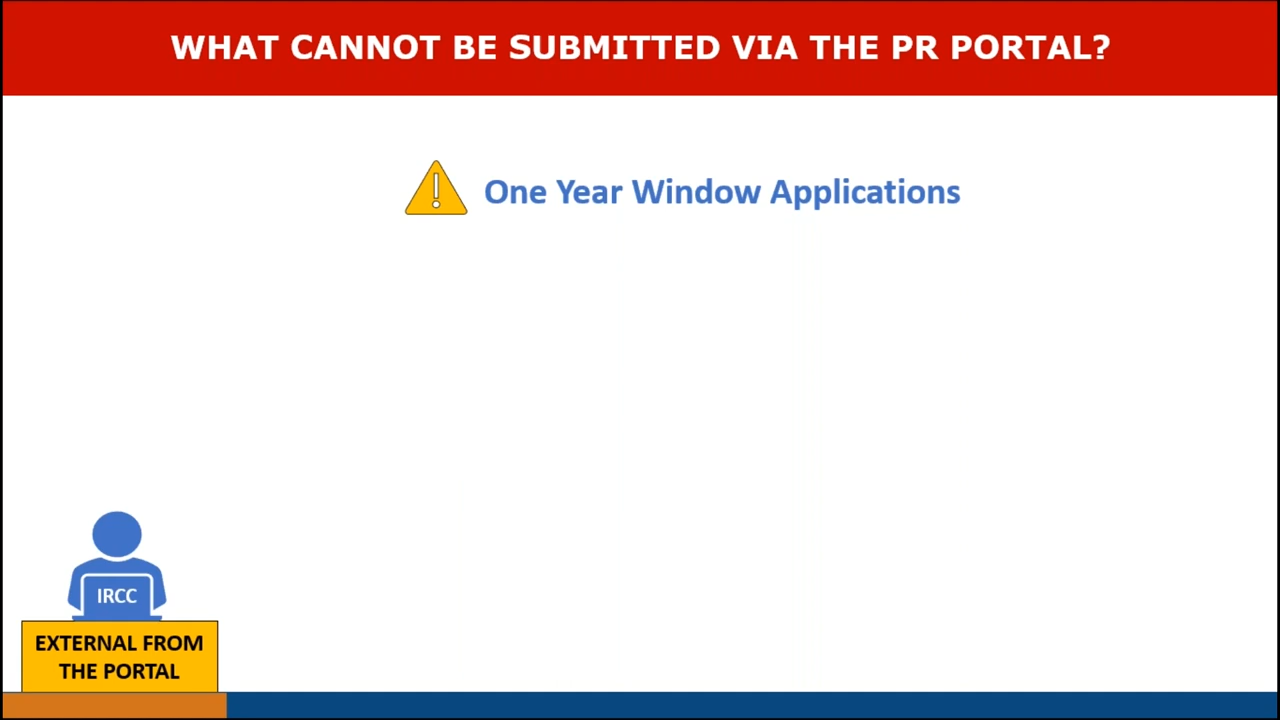 WHAT CANNOT BE SUBMITTED VIA THE PR PORTAL?
One Year Window Applications
IRCC
EXTERNAL FROM
THE PORTAL